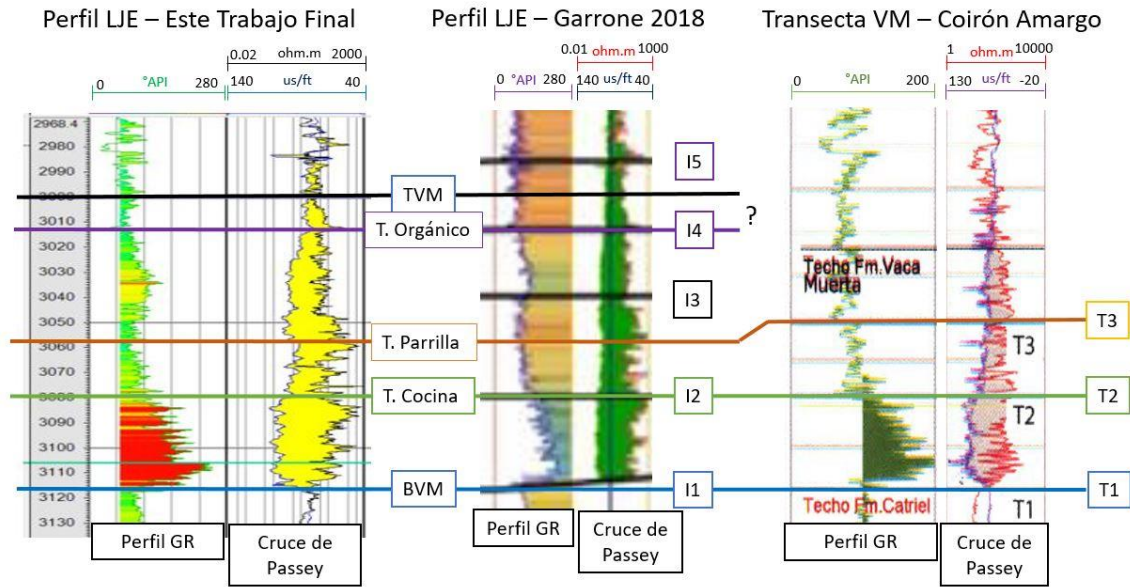 Perfil LJE – Este Trabajo Final
Perfil LJE – Garrone 2018
Transecta VM – Coirón Amargo
0.02 ohm.m 2000
0 °API 280
140 us/ft 40
0.01 ohm.m 1000
0 °API 280
140 us/ft 40
1 ohm.m 10000
0 °API 200
130 us/ft -20
2968.4
2980
2990
3000
3010
3020
3030
3040
3050
3060
3070
3080
3090
3100
3110
3120
3130
TVM
T. Orgánico
T. Parrilla
T. Cocina
BVM
I5
I4
I3
I2
I1
?
Techo Fm.Vaca
Muerta
T3
T3
T2
T2
T1
Techo Fm.Catriel
T1
Perfil GR
Cruce de
Passey
Perfil GR
Cruce de
Passey
Perfil GR
Cruce de
Passey